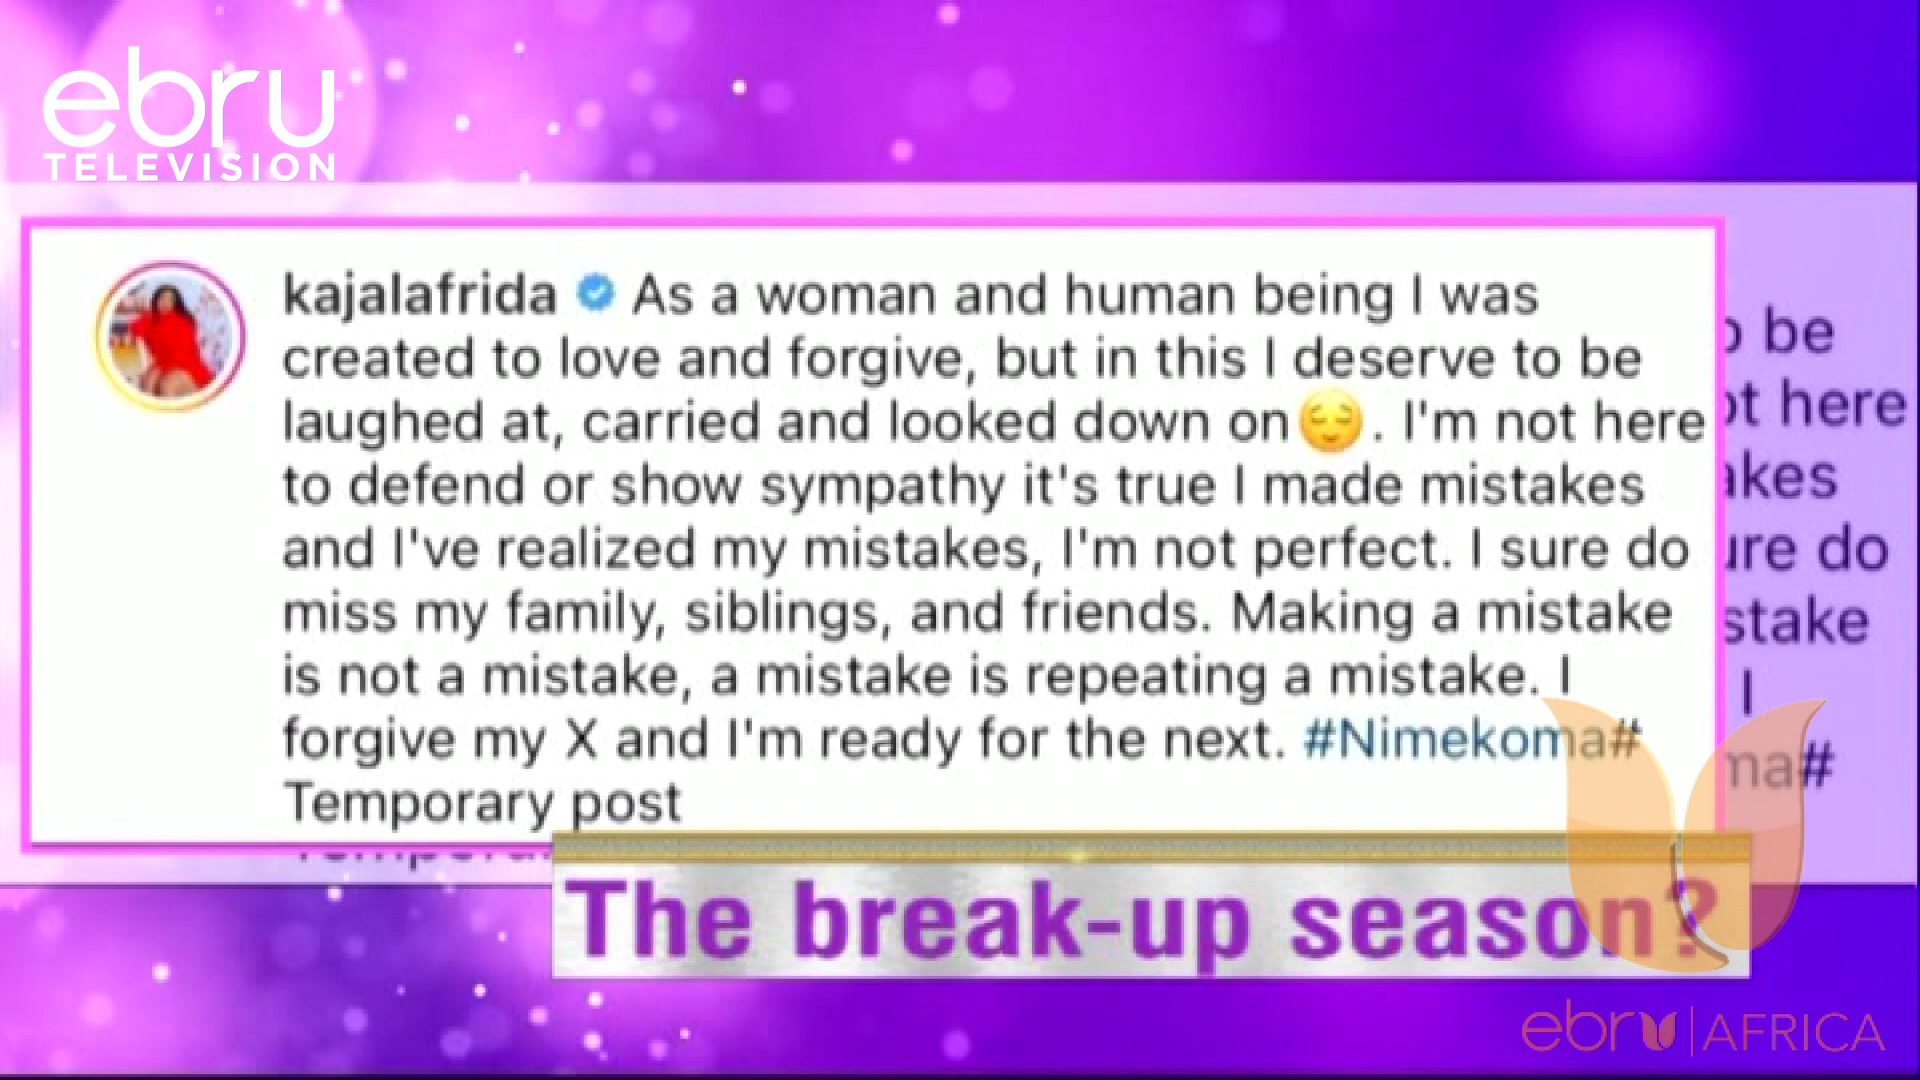 ebru
TELEVISION
kajalafrida As a woman and human being I was
created to love and forgive, but in this I deserve to be
laughed at, carried and looked down on😌. I'm not here
to defend or show sympathy it's true I made mistakes
and I've realized my mistakes, I'm not perfect. I sure do
miss my family, siblings, and friends. Making a mistake
is not a mistake, a mistake is repeating a mistake. I
forgive my X and I'm ready for the next. #Nimekoma#
Temporary post
be
here
do
I
The break-up season?
ebru AFRICA